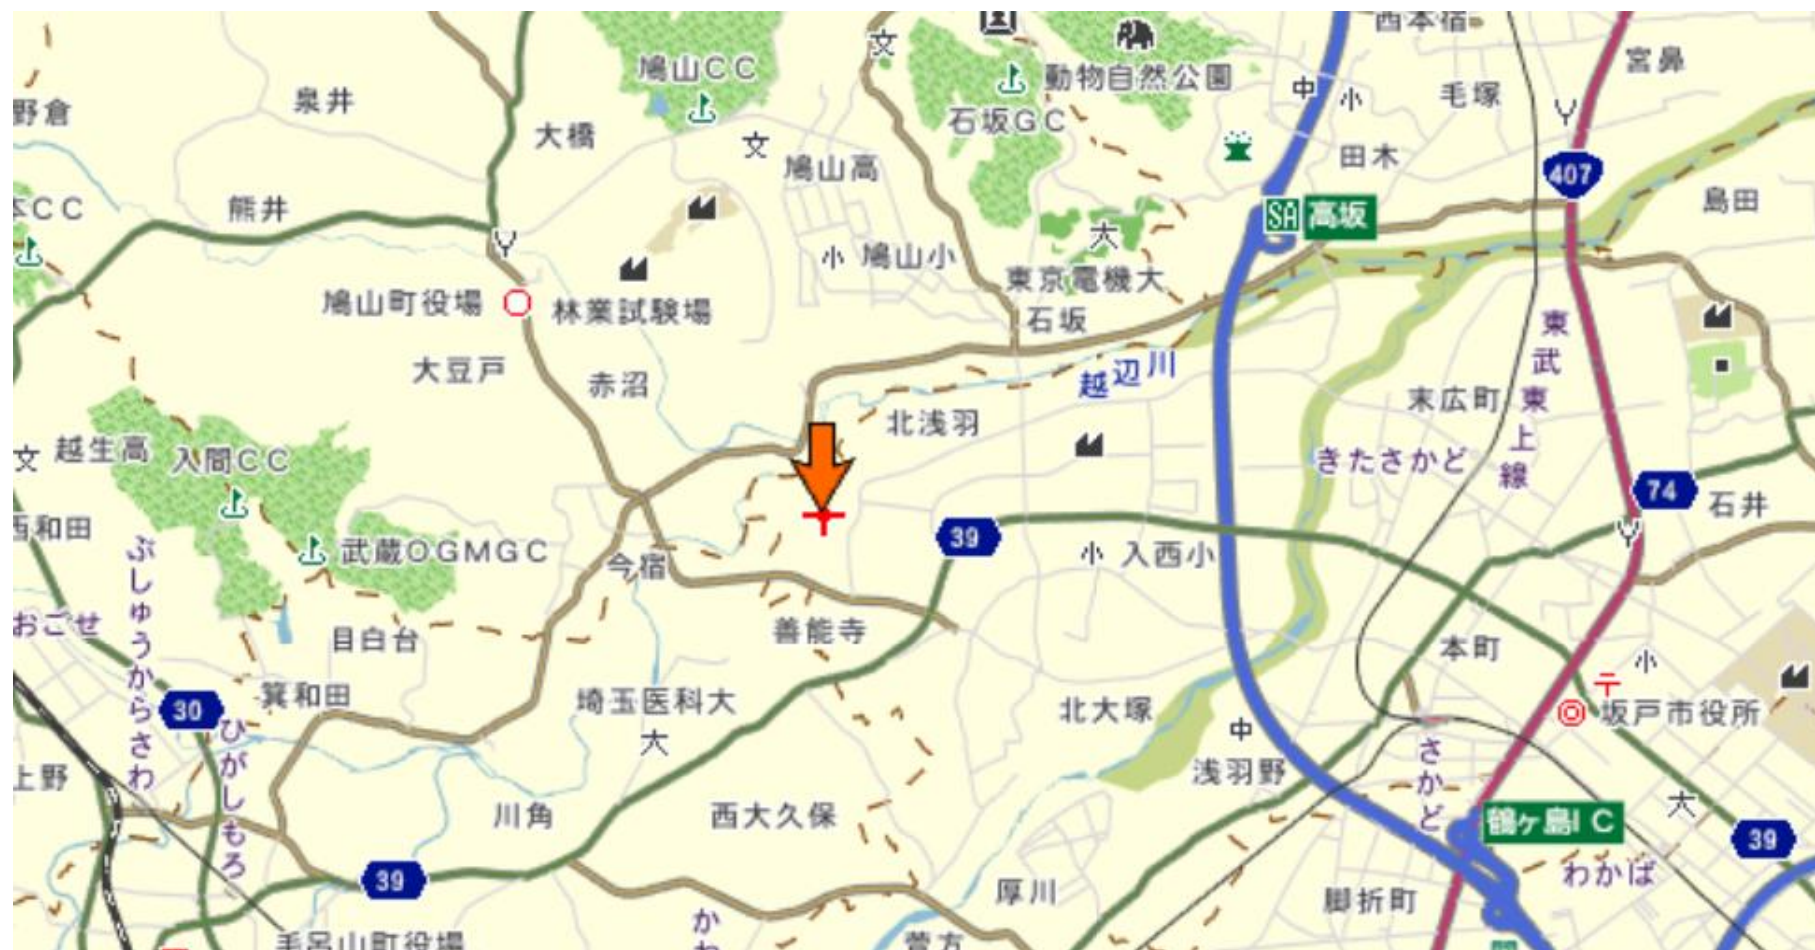 西本宿
宮鼻
鳩山CC
動物自然公園
中
小
毛塚
泉井
野倉
文
石坂GC
大橋
文
鳩山高
田木
407
熊井
CC
島田
SA 高坂
大
小 鳩山小
東京電機大
鳩山町役場
林業試験場
石坂
東武東上線
大豆戸
赤沼
越辺川
末広町
北浅羽
文 越生高
入間CC
きたさかど
74
石井
西和田
39
武蔵OGMGC
今宿
小 入西小
ぶしゅうからさわ
おごせ
目白台
善能寺
本町
小
30
箕和田
埼玉医科大
大
北大塚
坂戸市役所
ひがしもろ
中
さかど
上野
浅羽野
川角
西大久保
鶴ヶ島IC
大
39
39
わかば
厚川
脚折町
毛呂山町役場
かわ
萱方